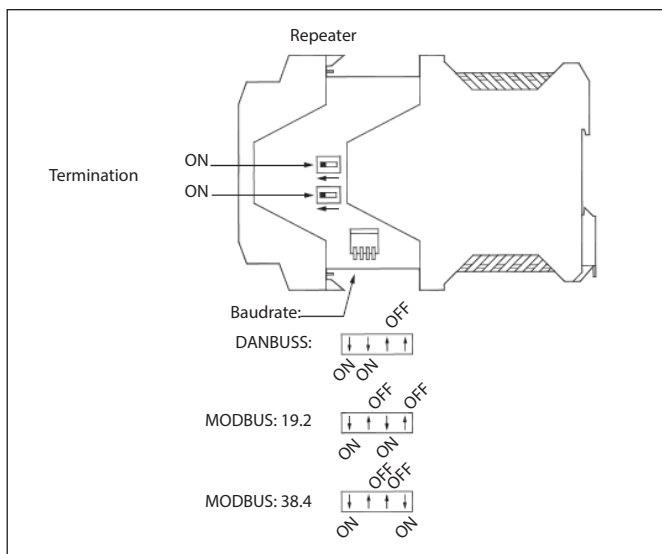 Repeater
ON
Termination
ON
Baudrate:
OFF
DANBUSS:
ON ON
OFF OFF
MODBUS: 19.2
ON ON
OFF OFF
MODBUS: 38.4
ON ON